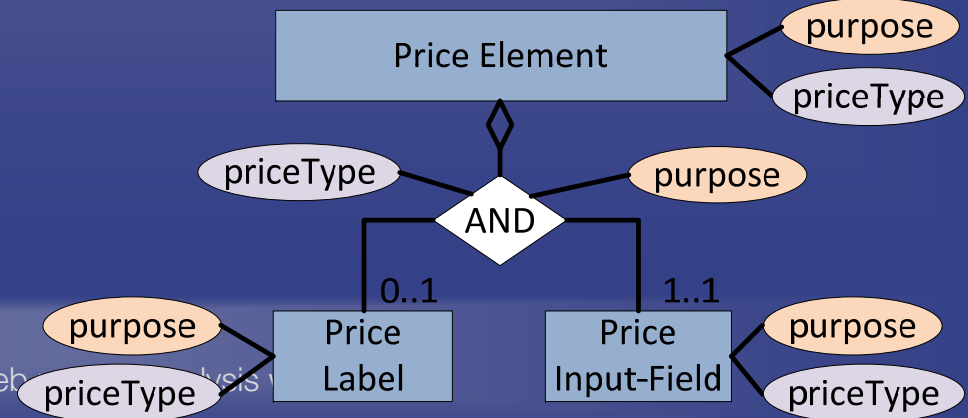 purpose
Price Element
priceType
priceType
purpose
AND
0..1
1..1
purpose
Price
Label
Price
Input-Field
purpose
priceType
priceType